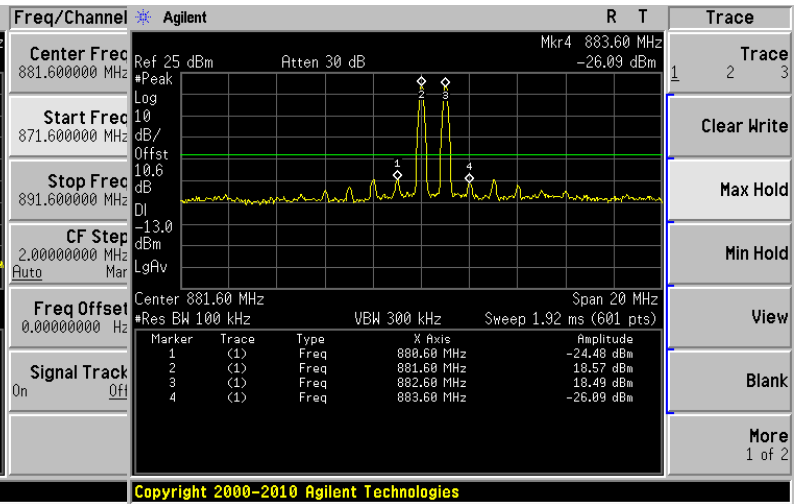 Freq/Channel
Center Freq
881.600000 MHz
Start Freq
871.600000 MHz
Stop Freq
891.600000 MHz
CF Step
2.00000000 MHz
Auto Man
Freq Offset
0.00000000 Hz
Signal Track
On Off
Agilent R T
Mkr4 883.60 MHz
Ref 25 dBm Atten 30 dB -26.09 dBm
#Peak
Log
10
dB/
Offst
10.6
dB
DI
-13.0
dBm
LgAv
1
2
3
4
Center 881.60 MHz Span 20 MHz
#Res BW 100 kHz VBW 300 kHz Sweep 1.92 ms (601 pts)
Marker Trace Type X Axis Amplitude
1 (1) Freq 880.60 MHz -24.48 dBm
2 (1) Freq 881.60 MHz 18.57 dBm
3 (1) Freq 882.60 MHz 18.49 dBm
4 (1) Freq 883.60 MHz -26.09 dBm
Copyright 2000-2010 Agilent Technologies
Trace
Trace
1 2 3
Clear Write
Max Hold
Min Hold
View
Blank
More
1 of 2